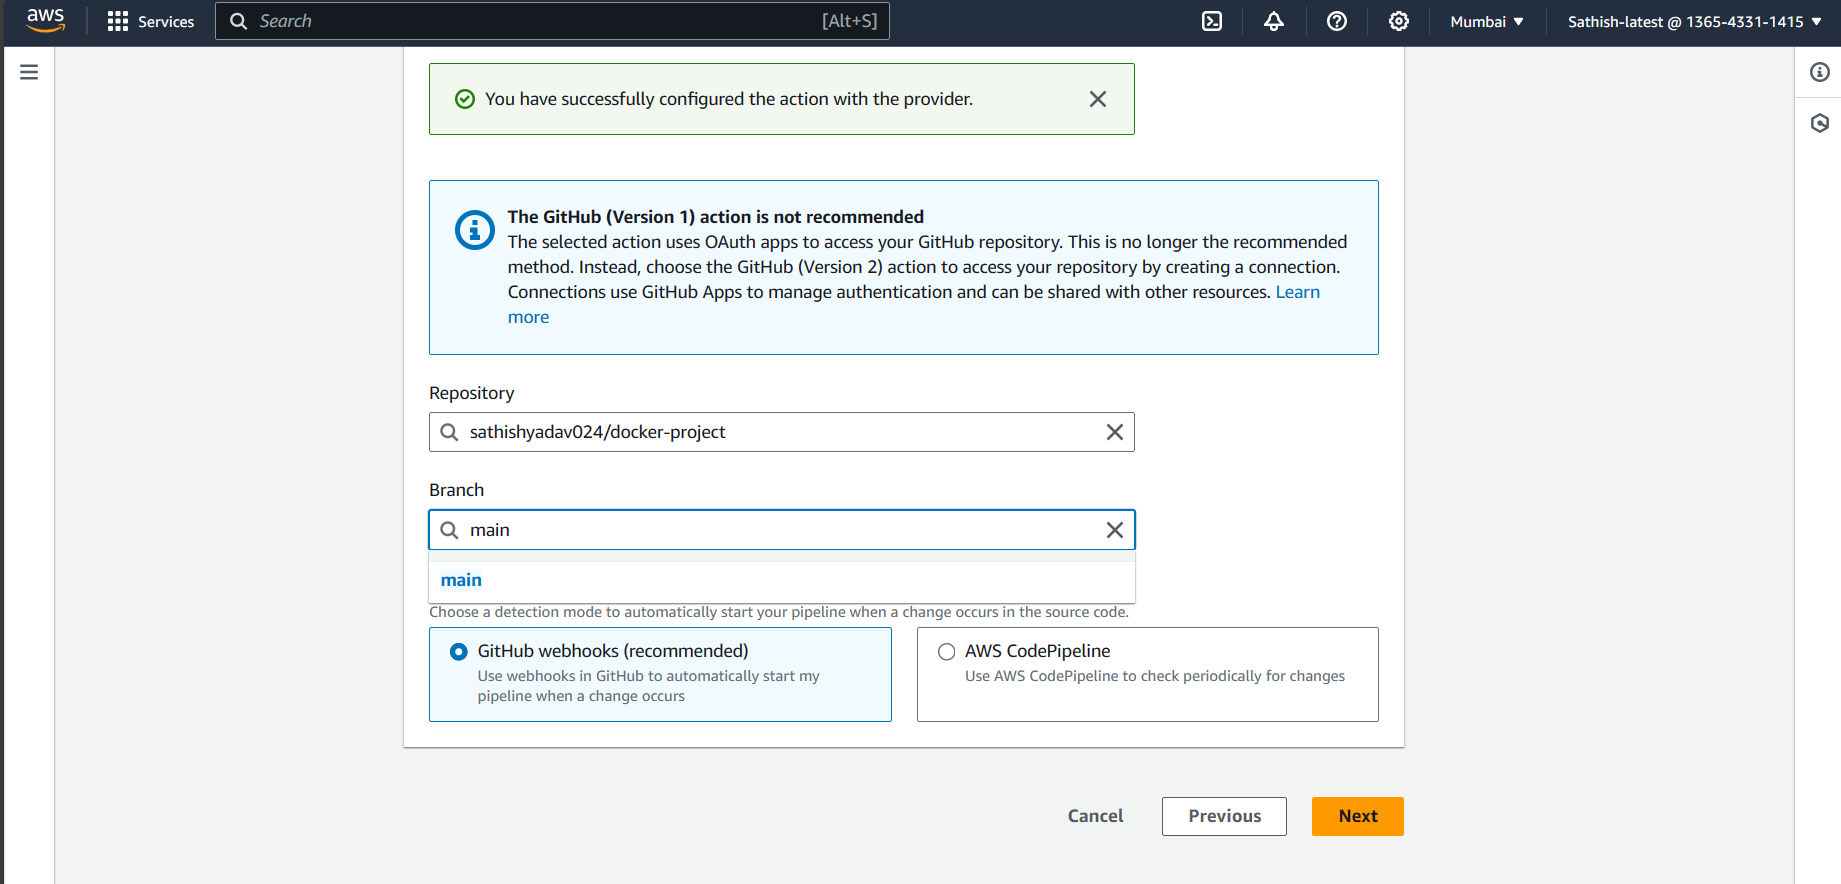 aws Services Search [Alt+S] Mumbai Sathish-latest @ 1365-4331-1415
You have successfully configured the action with the provider.
The GitHub (Version 1) action is not recommended
The selected action uses OAuth apps to access your GitHub repository. This is no longer the recommended
method. Instead, choose the GitHub (Version 2) action to access your repository by creating a connection.
Connections use GitHub Apps to manage authentication and can be shared with other resources. Learn
more
Repository
sathishyadav024/docker-project
Branch
main
main
Choose a detection mode to automatically start your pipeline when a change occurs in the source code.
GitHub webhooks (recommended)
Use webhooks in GitHub to automatically start my
pipeline when a change occurs
AWS CodePipeline
Use AWS CodePipeline to check periodically for changes
Cancel Previous Next